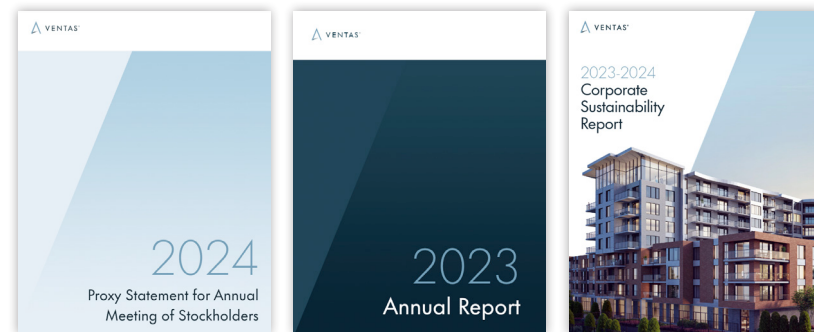 VENTAS
2024
Proxy Statement for Annual
Meeting of Stockholders
VENTAS
2023
Annual Report
VENTAS
2023-2024
Corporate
Sustainability
Report